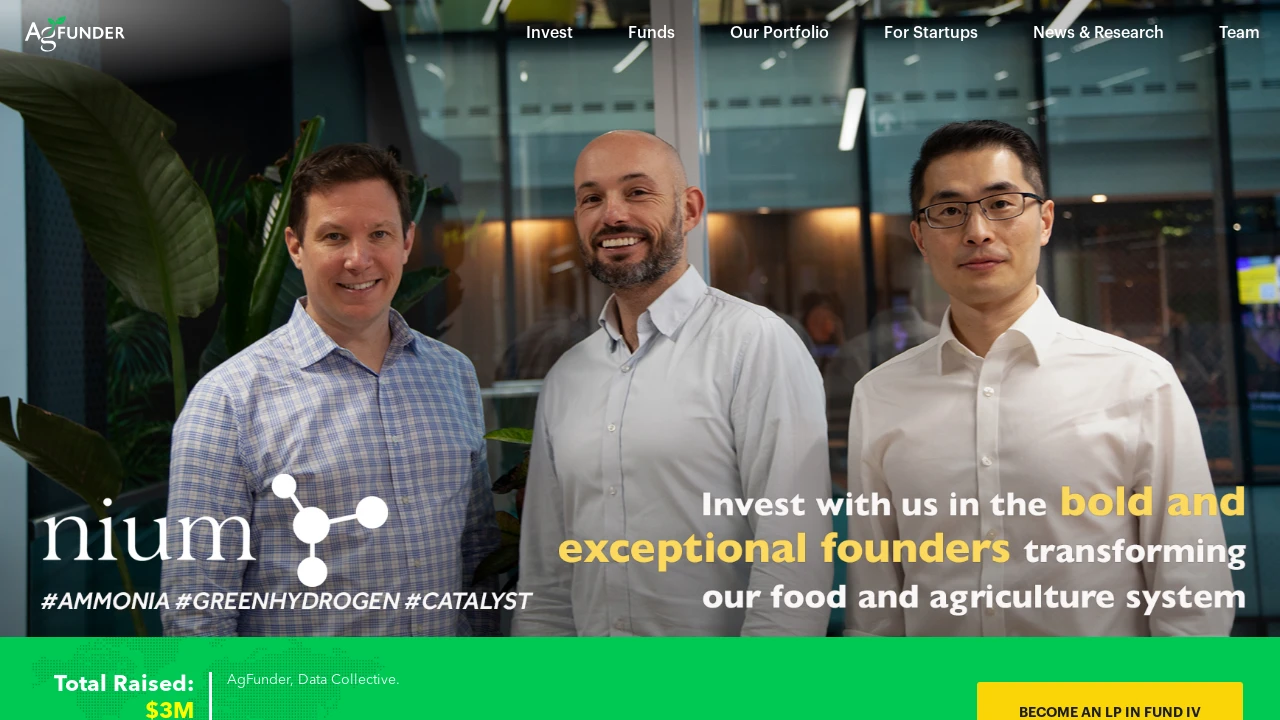 AgFUNDER
Invest
Funds
Our Portfolio
For Startups
News & Research
Team
nium
#AMMONIA #GREENHYDROGEN #CATALYST
Invest with us in the bold and
exceptional founders transforming
our food and agriculture system
Total Raised:
$3M
AgFunder, Data Collective.
BECOME AN LP IN FUND IV